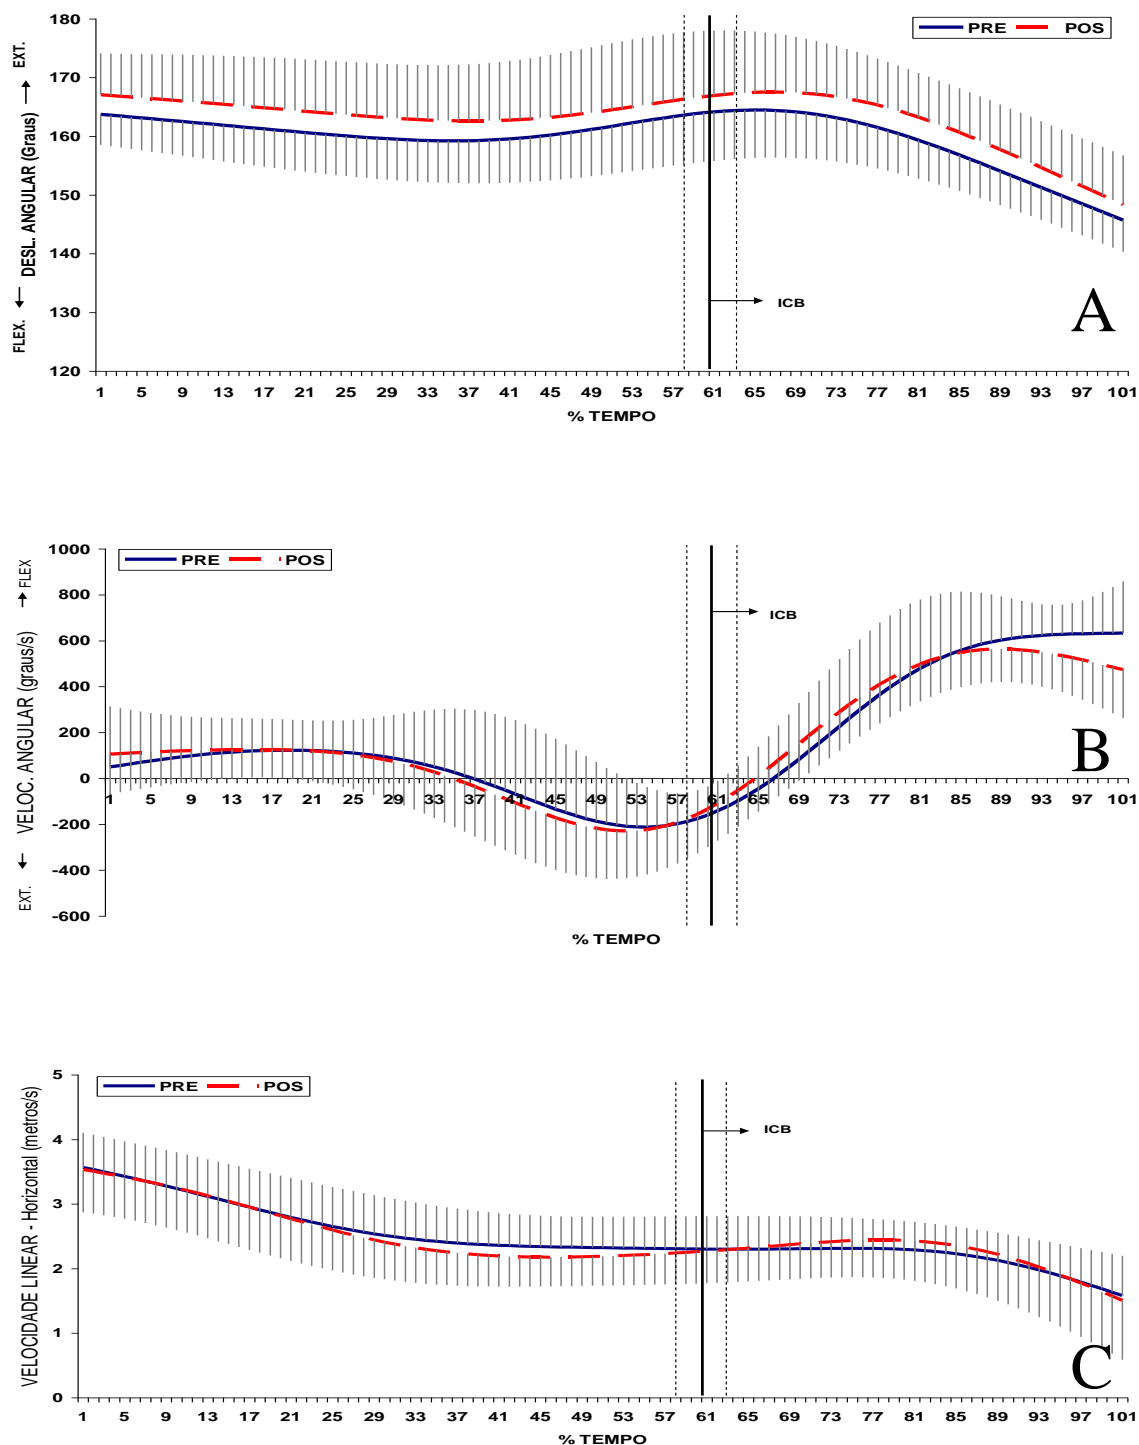 180
170
160
150
140
130
120
FLEX. ← DESL. ANGULAR (Graus) → EXT.
PRE POS
ICB
A
1 5 9 13 17 21 25 29 33 37 41 45 49 53 57 61 65 69 73 77 81 85 89 93 97 101
% TEMPO
1000
800
600
400
200
0
-200
-400
-600
EXT. ← VELOC. ANGULAR (graus/s) → FLEX
PRE POS
ICB
B
1 5 9 13 17 21 25 29 33 37 41 45 49 53 57 61 65 69 73 77 81 85 89 93 97 101
% TEMPO
5
4
3
2
1
0
VELOCIDADE LINEAR - Horizontal (metros/s)
PRE POS
ICB
C
1 5 9 13 17 21 25 29 33 37 41 45 49 53 57 61 65 69 73 77 81 85 89 93 97 101
% TEMPO